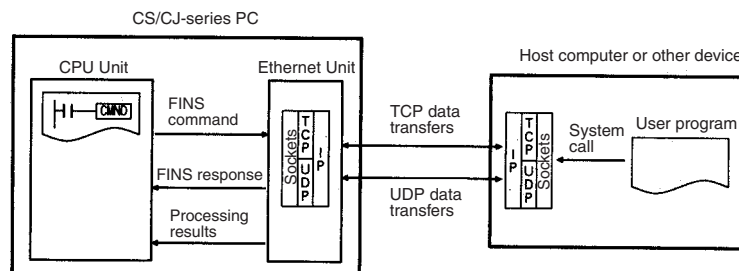 CS/CJ-series PC
CPU Unit
Ethernet Unit
CMND
FINS
command
FINS response
Processing
results
Sockets
TCP
UDP
IP
TCP data
transfers
UDP data
transfers
Host computer or other device
IP
TCP
UDP
Sockets
System
call
User program